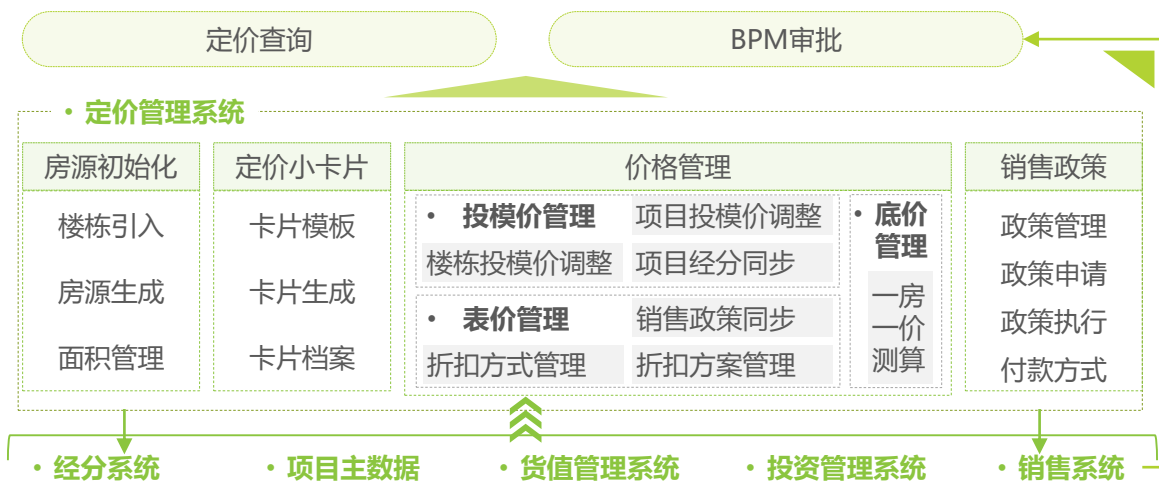 定价查询
BPM审批
• 定价管理系统
房源初始化
楼栋引入
房源生成
面积管理
定价小卡片
卡片模板
卡片生成
卡片档案
价格管理
• 投模价管理
项目投模价调整
楼栋投模价调整
项目经分同步
• 表价管理
销售政策同步
折扣方式管理
折扣方案管理
• 底价
管理
一房
一价
测算
销售政策
政策管理
政策申请
政策执行
付款方式
• 经分系统
• 项目主数据
• 货值管理系统
• 投资管理系统
• 销售系统